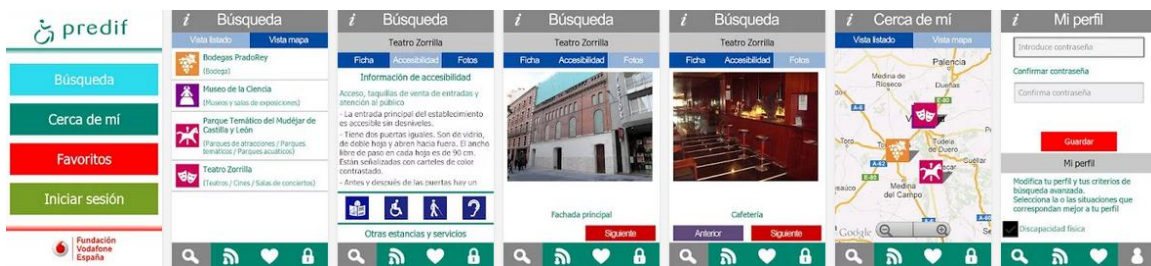 predif
Búsqueda
Cerca de mí
Favoritos
Iniciar sesión
Fundación
Vodafone
España
i Búsqueda
Vista listado Vista mapa
Bodegas PradoRey
(Bodega)
Museo de la Ciencia
(Museos y salas de exposiciones)
Parque Temático del Mudéjar de
Castilla y León
(Parques de atracciones / Parques
temáticos / Parques acuáticos)
Teatro Zorrilla
(Teatros / Cines / Salas de conciertos)
i Búsqueda
Teatro Zorrilla
Ficha Accesibilidad Fotos
Información de accesibilidad
Acceso, taquillas de venta de entradas y
atención al público
- La entrada principal del establecimiento
es accesible sin desniveles.
- Tiene dos puertas iguales. Son de vidrio,
de doble hoja y abren hacia fuera. El ancho
libre de paso en cada hoja es de 90 cm.
Están señalizadas con carteles de color
contrastado.
- Antes y después de las puertas hay un
Otras estancias y servicios
i Búsqueda
Teatro Zorrilla
Ficha Accesibilidad Fotos
Fachada principal
Siguiente
i Búsqueda
Teatro Zorrilla
Ficha Accesibilidad Fotos
Cafetería
Anterior Siguiente
i Cerca de mí
Vista listado Vista mapa
Palencia
Medina de
Rioseco
Dueñas
A-6
Toro
Tudela
de Duero
A-62
E-80
Cuéllar
Medina
del Campo
A-6
Google
i Mi perfil
Introduce contraseña
Confirmar contraseña
Confirma contraseña
Guardar
Mi perfil
Modifica tu perfil y tus criterios de
búsqueda avanzada.
Selecciona la o las situaciones que
correspondan mejor a tu perfil
Discapacidad física